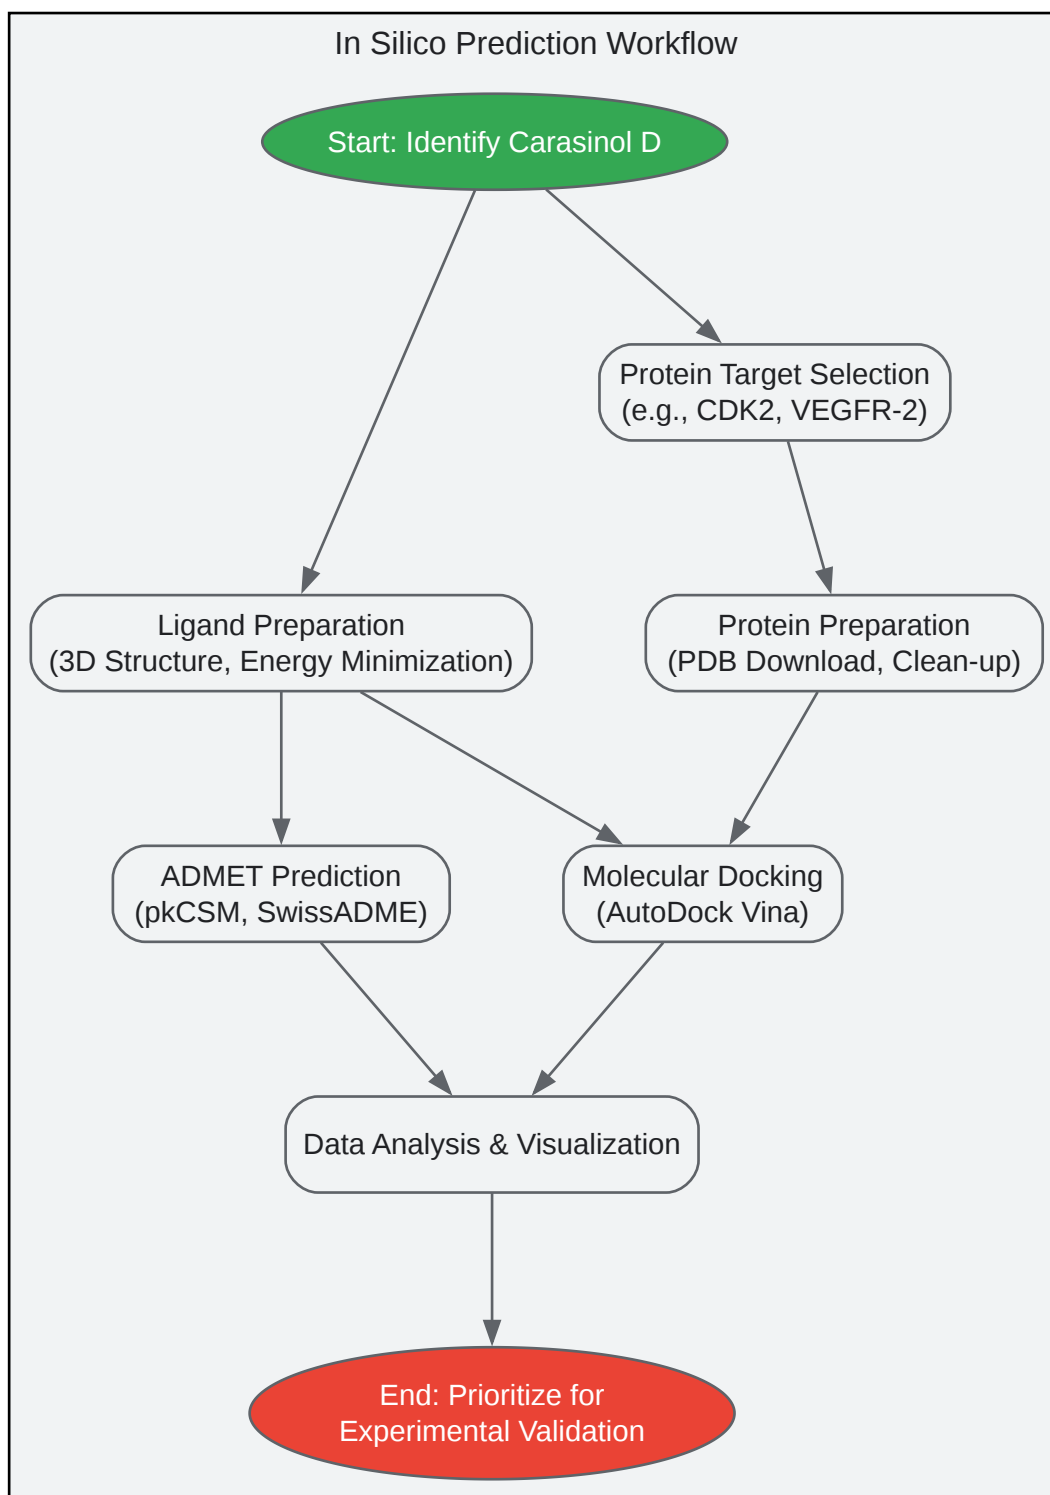 In Silico Prediction Workflow
Start: Identify Carasinol D
Protein Target Selection
(e.g., CDK2, VEGFR-2)
Ligand Preparation
(3D Structure, Energy Minimization)
Protein Preparation
(PDB Download, Clean-up)
ADMET Prediction
(pkCSM, SwissADME)
Molecular Docking
(AutoDock Vina)
Data Analysis & Visualization
End: Prioritize for
Experimental Validation